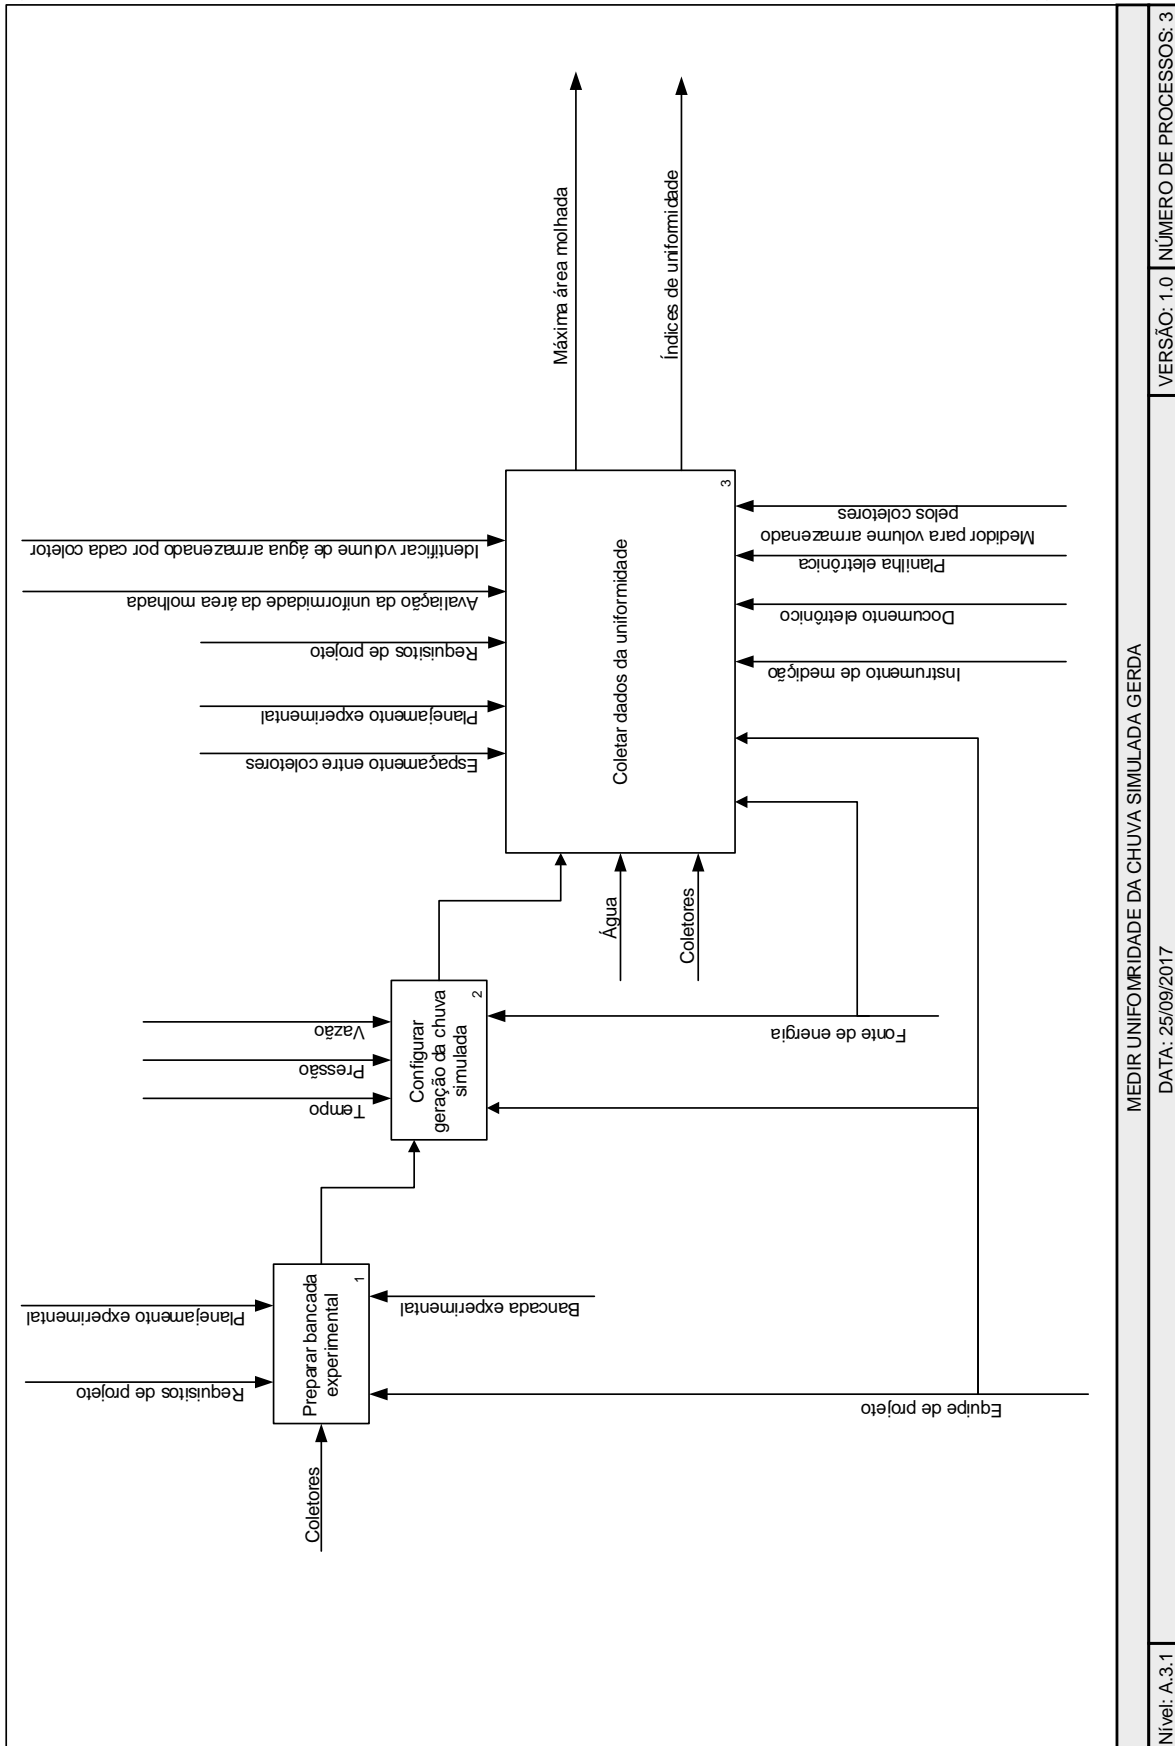 Planejamento experimental
Requisitos de projeto
Coletores
Preparar bancada
experimental
1
Bancada experimental
Equipe de projeto
Tempo
Pressão
Vazão
Configurar
geração da chuva
simulada
2
Fonte de energia
Espaçamento entre coletores
Planejamento experimental
Requisitos de projeto
Avaliação da uniformidade da área molhada
Identificar volume de água armazenado por cada coletor
Água
Coletores
Coletar dados da uniformidade
3
Instrumento de medição
Documento eletrônico
Planilha eletrônica
Medidor para volume armazenado
pelos coletores
Máxima área molhada
Índices de uniformidade
MEDIR UNIFOMRIDADE DA CHUVA SIMULADA GERDA
Nível: A.3.1
DATA: 25/09/2017
VERSÃO: 1.0
NÚMERO DE PROCESSOS: 3